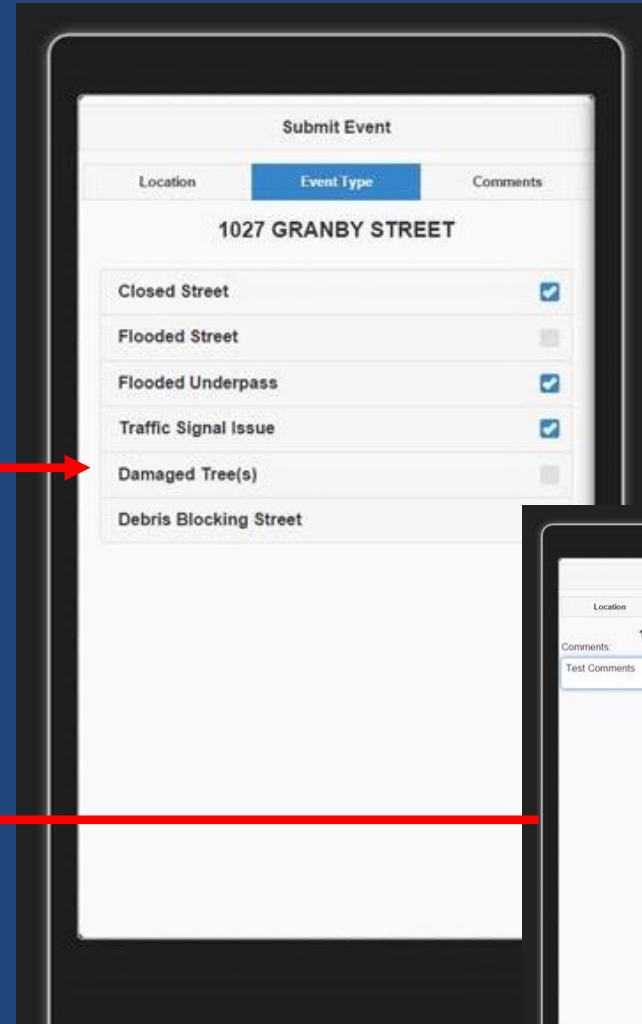 Submit Event
Location Event Type Comments
1027 GRANBY STREET
Closed Street
Flooded Street
Flooded Underpass
Traffic Signal Issue
Damaged Tree(s)
Debris Blocking Street
Location
Comments:
Test Comments